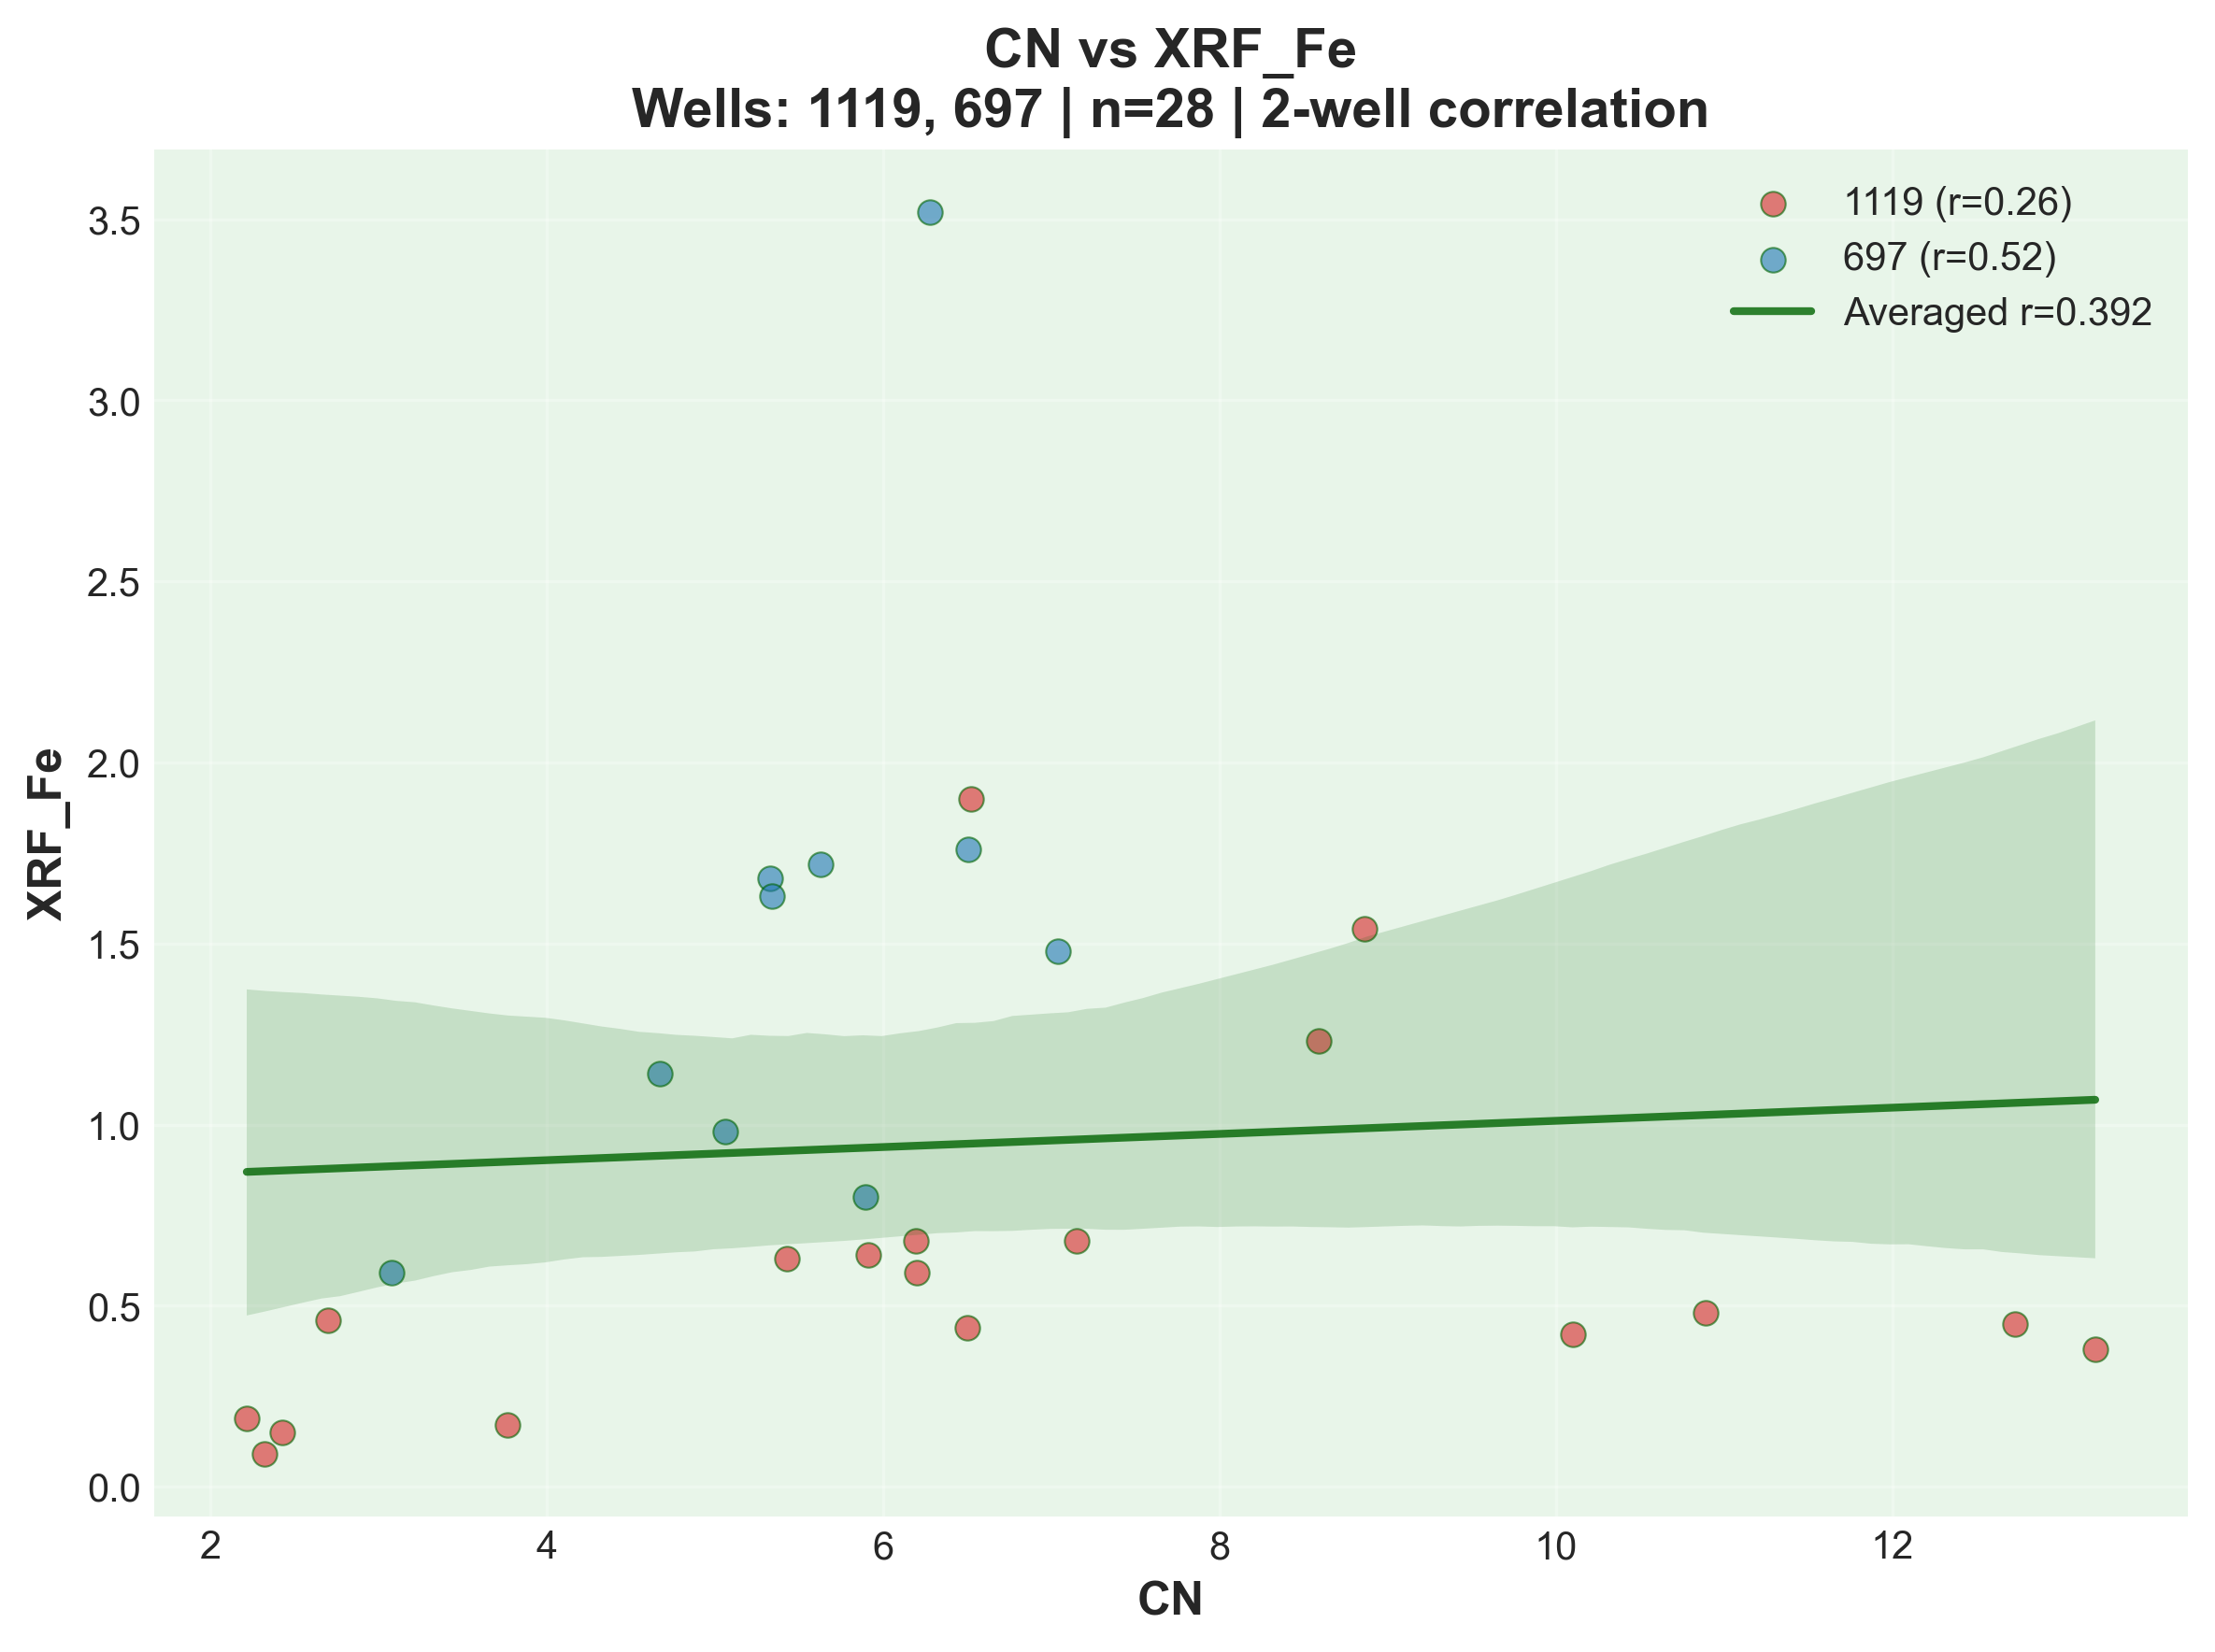 CN vs XRF_Fe
Wells: 1119, 697 | n=28 | 2-well correlation
1119 (r=0.26)
697 (r=0.52)
Averaged r=0.392
3.5
3.0
2.5
2.0
1.5
1.0
0.5
0.0
XRF_Fe
2 4 6 8 10 12
CN